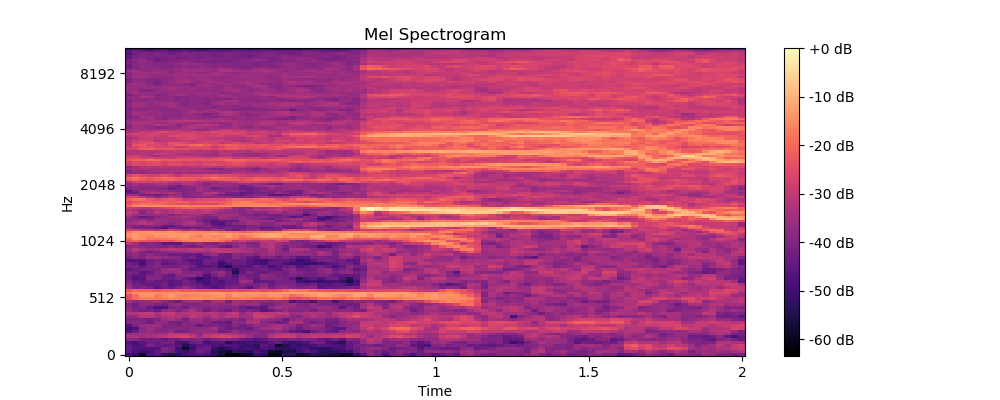 Mel Spectrogram
8192
4096
2048
1024
512
0
Hz
0
0.5
1
1.5
2
Time
+0 dB
-10 dB
-20 dB
-30 dB
-40 dB
-50 dB
-60 dB